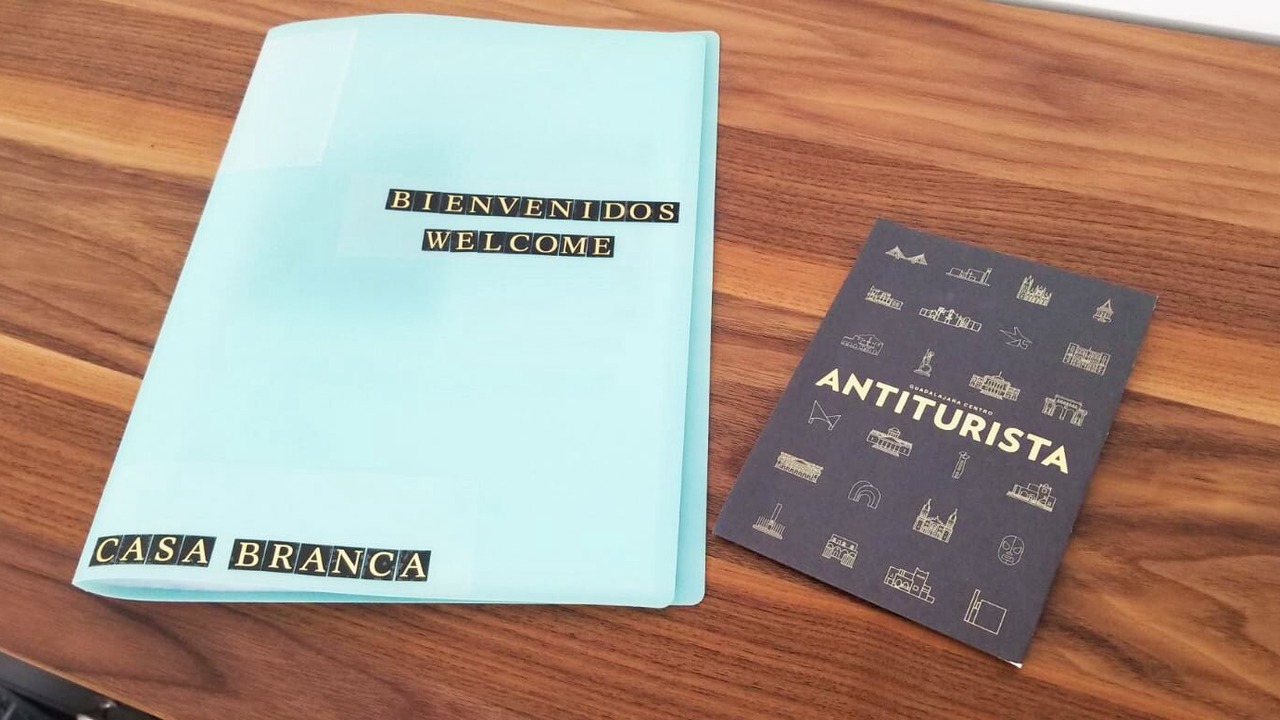 BIENVENIDOS
WELCOME
CASA BRANCA
GUADALAJARA CENTRO
ANTITURISTA